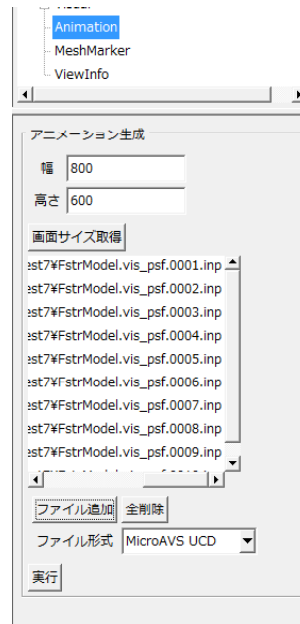 Animation
MeshMarker
ViewInfo
アニメーション生成
幅 800
高さ 600
画面サイズ取得
est7¥FstrModel.vis_psf.0001.inp
est7¥FstrModel.vis_psf.0002.inp
est7¥FstrModel.vis_psf.0003.inp
est7¥FstrModel.vis_psf.0004.inp
est7¥FstrModel.vis_psf.0005.inp
est7¥FstrModel.vis_psf.0006.inp
est7¥FstrModel.vis_psf.0007.inp
est7¥FstrModel.vis_psf.0008.inp
est7¥FstrModel.vis_psf.0009.inp
ファイル追加 全削除
ファイル形式 MicroAVS UCD
実行